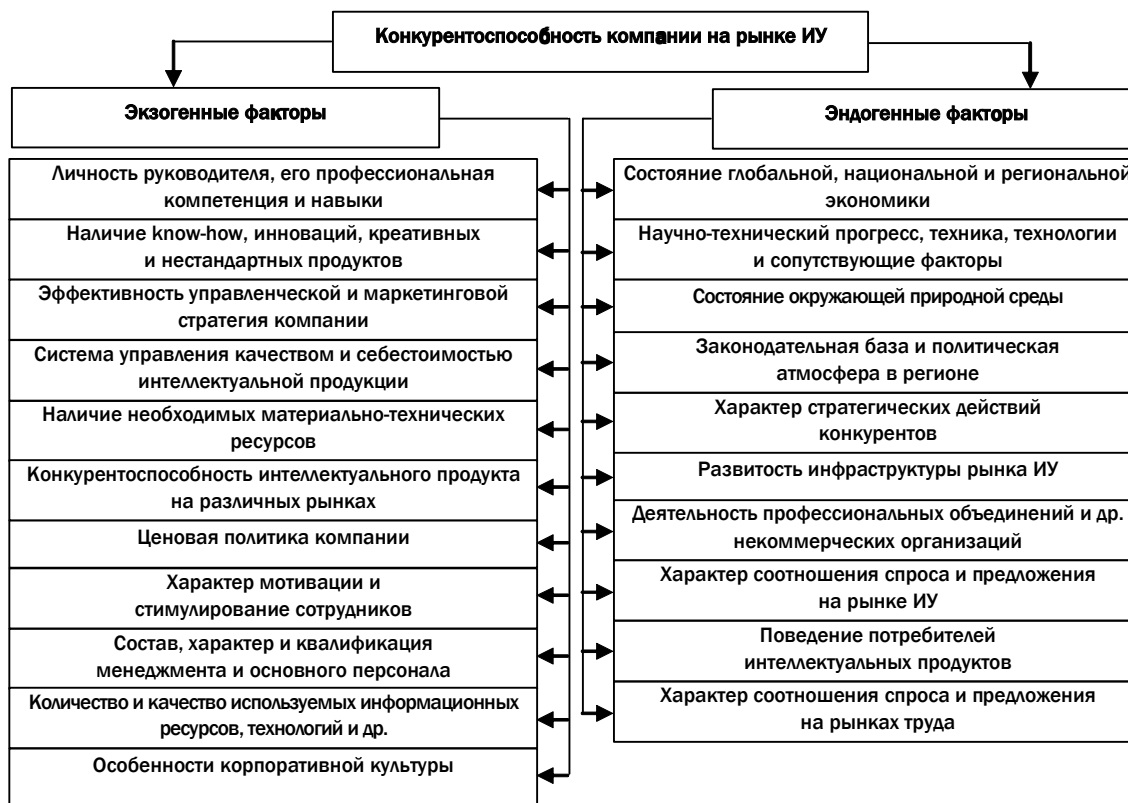 Конкурентоспособность компании на рынке ИУ
Экзогенные факторы
Личность руководителя, его профессиональная
компетенция и навыки
Наличие know-how, инноваций, креативных
и нестандартных продуктов
Эффективность управленческой и маркетинговой
стратегия компании
Система управления качеством и себестоимостью
интеллектуальной продукции
Наличие необходимых материально-технических
ресурсов
Конкурентоспособность интеллектуального продукта
на различных рынках
Ценовая политика компании
Характер мотивации и
стимулирование сотрудников
Состав, характер и квалификация
менеджмента и основного персонала
Количество и качество используемых информационных
ресурсов, технологий и др.
Особенности корпоративной культуры
Эндогенные факторы
Состояние глобальной, национальной и региональной
экономики
Научно-технический прогресс, техника, технологии
и сопутствующие факторы
Состояние окружающей природной среды
Законодательная база и политическая
атмосфера в регионе
Характер стратегических действий
конкурентов
Развитость инфраструктуры рынка ИУ
Деятельность профессиональных объединений и др.
некоммерческих организаций
Характер соотношения спроса и предложения
на рынке ИУ
Поведение потребителей
интеллектуальных продуктов
Характер соотношения спроса и предложения
на рынках труда